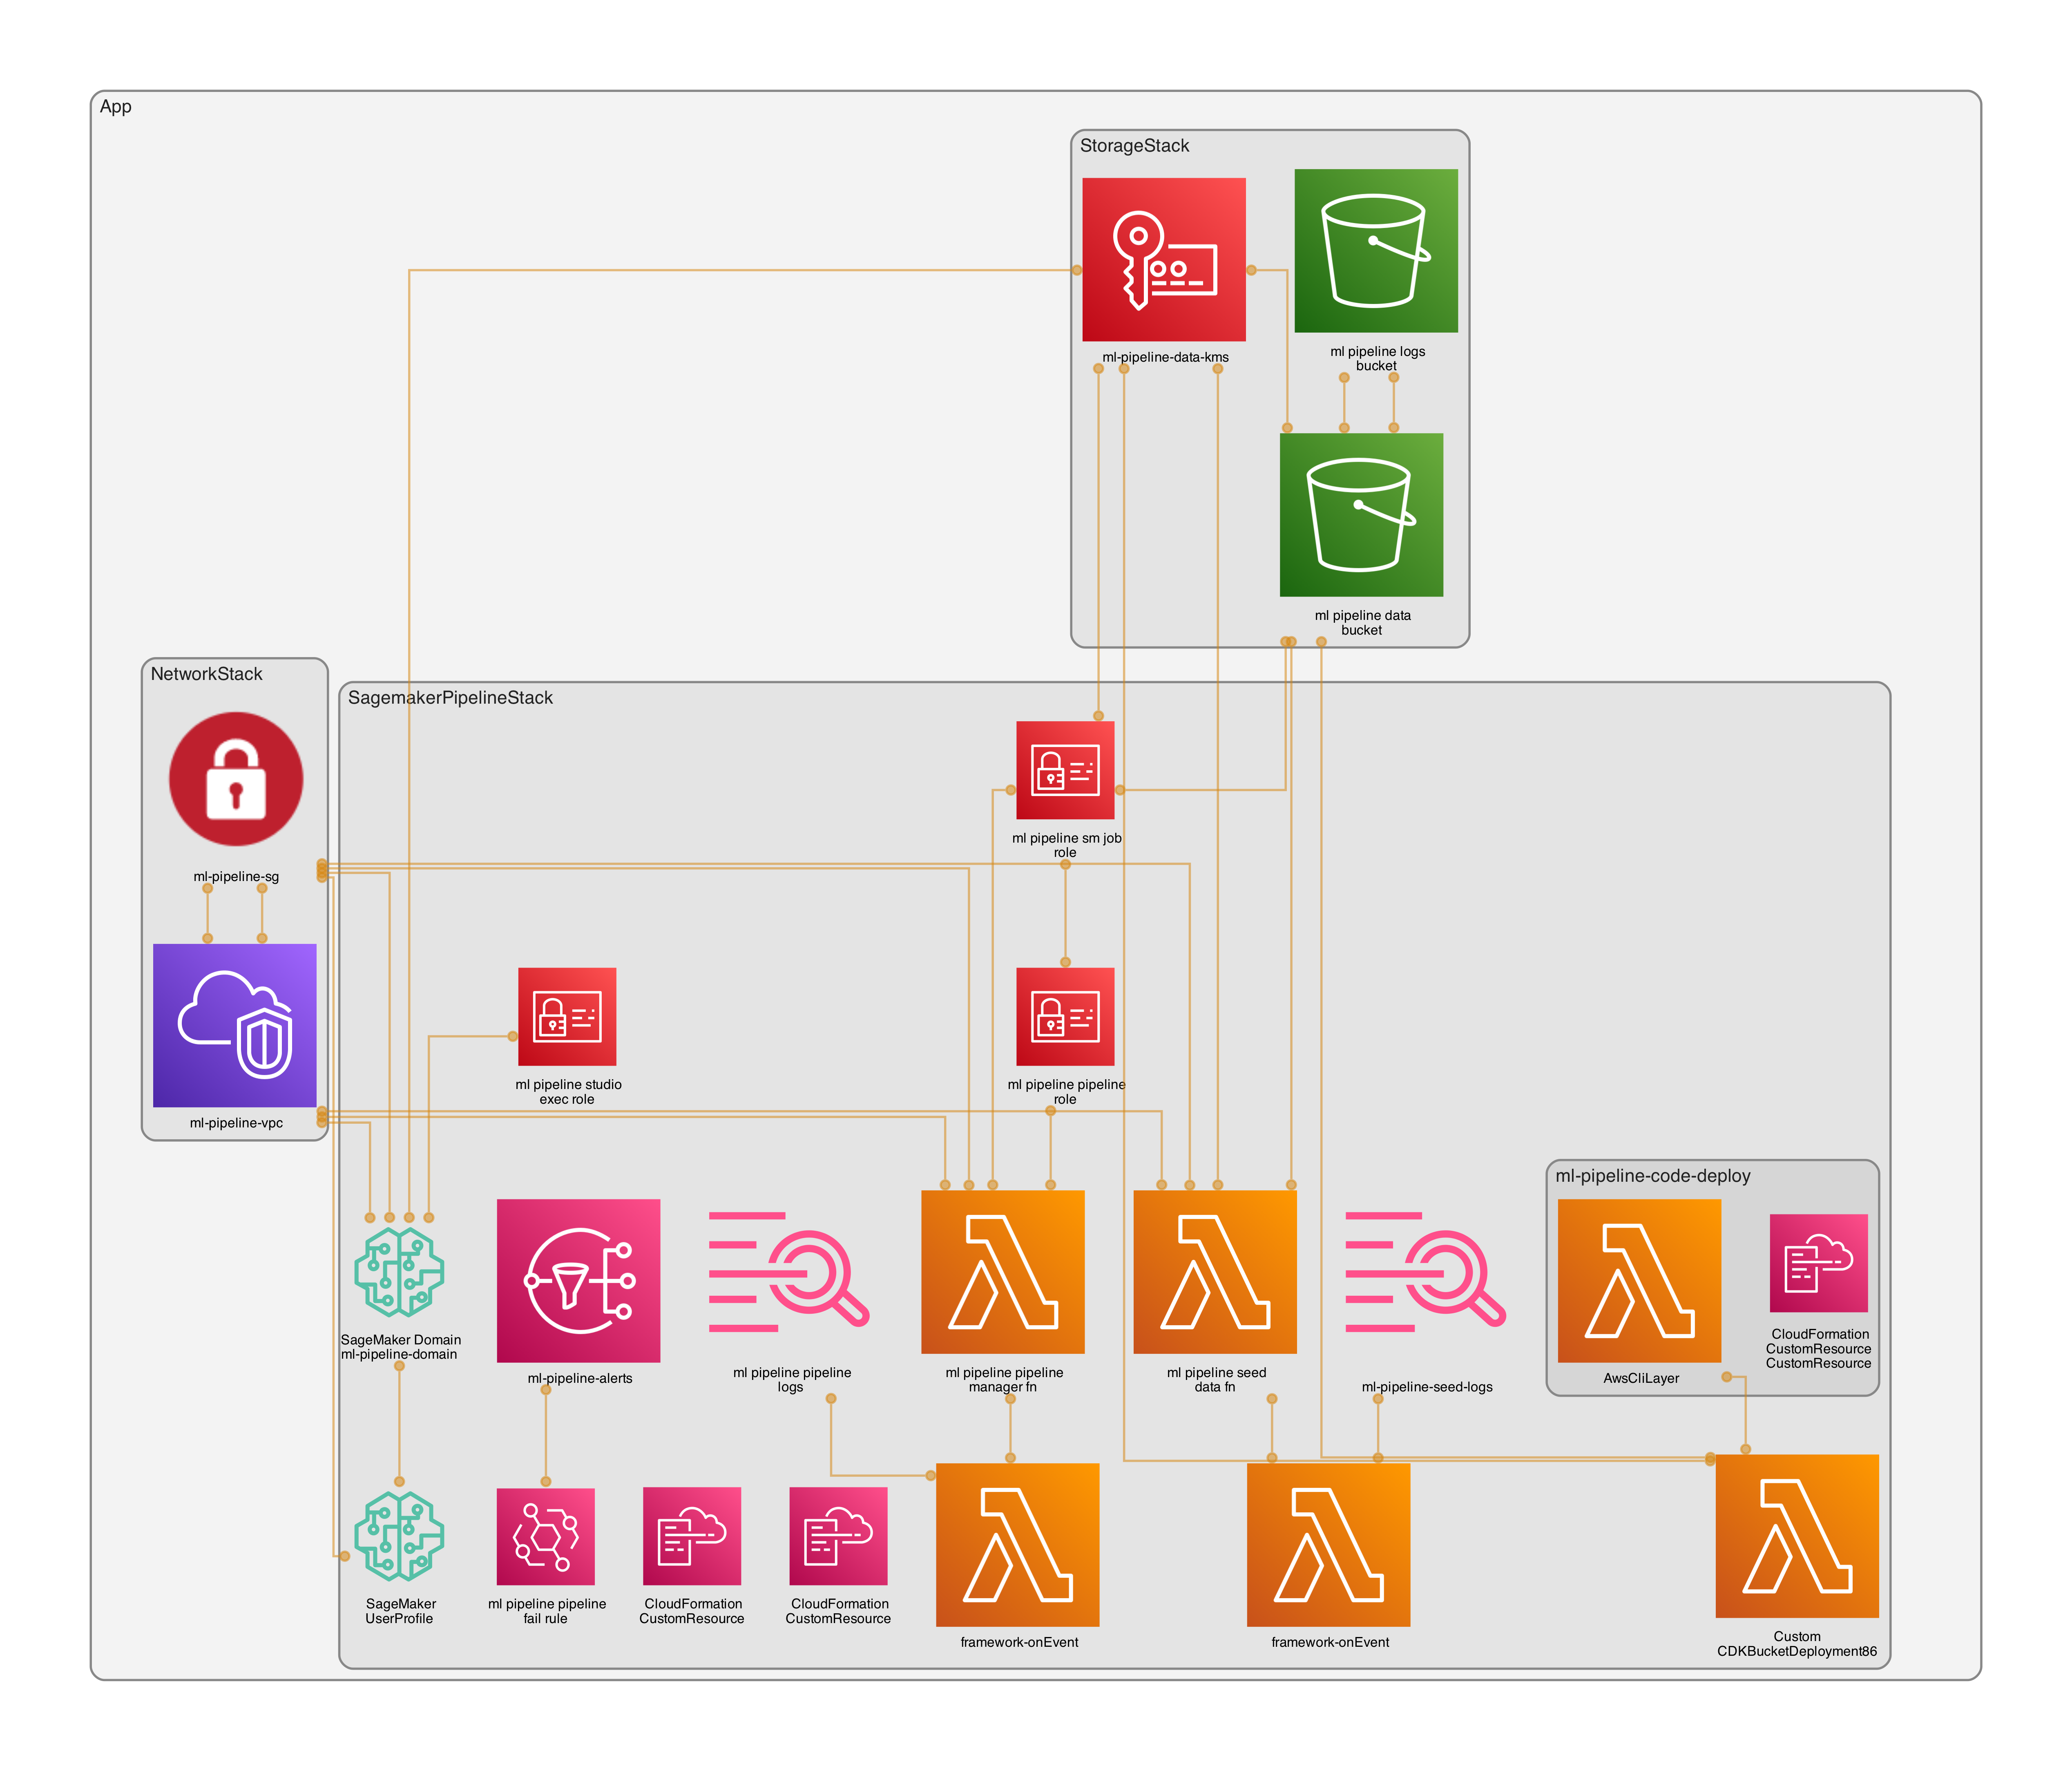 App
StorageStack
ml-pipeline-data-kms
ml pipeline logs
bucket
ml pipeline data
bucket
NetworkStack
ml-pipeline-sg
ml-pipeline-vpc
SagemakerPipelineStack
ml pipeline sm job
role
ml pipeline studio
exec role
ml pipeline pipeline
role
SageMaker Domain
ml-pipeline-domain
ml-pipeline-alerts
ml pipeline pipeline
logs
ml pipeline pipeline
manager fn
ml pipeline seed
data fn
ml-pipeline-seed-logs
ml-pipeline-code-deploy
AwsCliLayer
CloudFormation
CustomResource
CustomResource
SageMaker
UserProfile
ml pipeline pipeline
fail rule
CloudFormation
CustomResource
CloudFormation
CustomResource
framework-onEvent
framework-onEvent
Custom
CDKBucketDeployment86